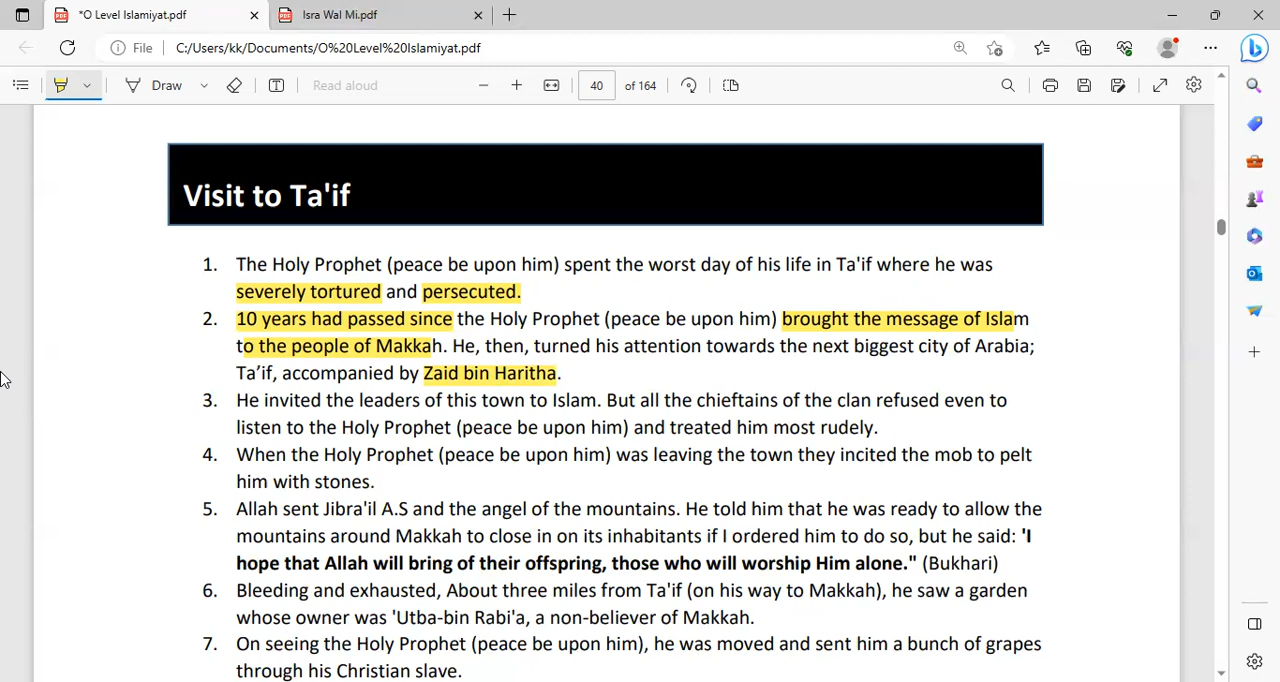 *O Level Islamiyat.pdf
Isra Wal Mi.pdf
File
C:/Users/kk/Documents/O%20Level%20Islamiyat.pdf
Draw
Read aloud
40
of 164
Visit to Ta'if
1. The Holy Prophet (peace be upon him) spent the worst day of his life in Ta'if where he was
severely tortured and persecuted.
2. 10 years had passed since the Holy Prophet (peace be upon him) brought the message of Islam
to the people of Makkah. He, then, turned his attention towards the next biggest city of Arabia;
Ta’if, accompanied by Zaid bin Haritha.
3. He invited the leaders of this town to Islam. But all the chieftains of the clan refused even to
listen to the Holy Prophet (peace be upon him) and treated him most rudely.
4. When the Holy Prophet (peace be upon him) was leaving the town they incited the mob to pelt
him with stones.
5. Allah sent Jibra'il A.S and the angel of the mountains. He told him that he was ready to allow the
mountains around Makkah to close in on its inhabitants if I ordered him to do so, but he said: 'I
hope that Allah will bring of their offspring, those who will worship Him alone." (Bukhari)
6. Bleeding and exhausted, About three miles from Ta'if (on his way to Makkah), he saw a garden
whose owner was 'Utba-bin Rabi'a, a non-believer of Makkah.
7. On seeing the Holy Prophet (peace be upon him), he was moved and sent him a bunch of grapes
through his Christian slave.